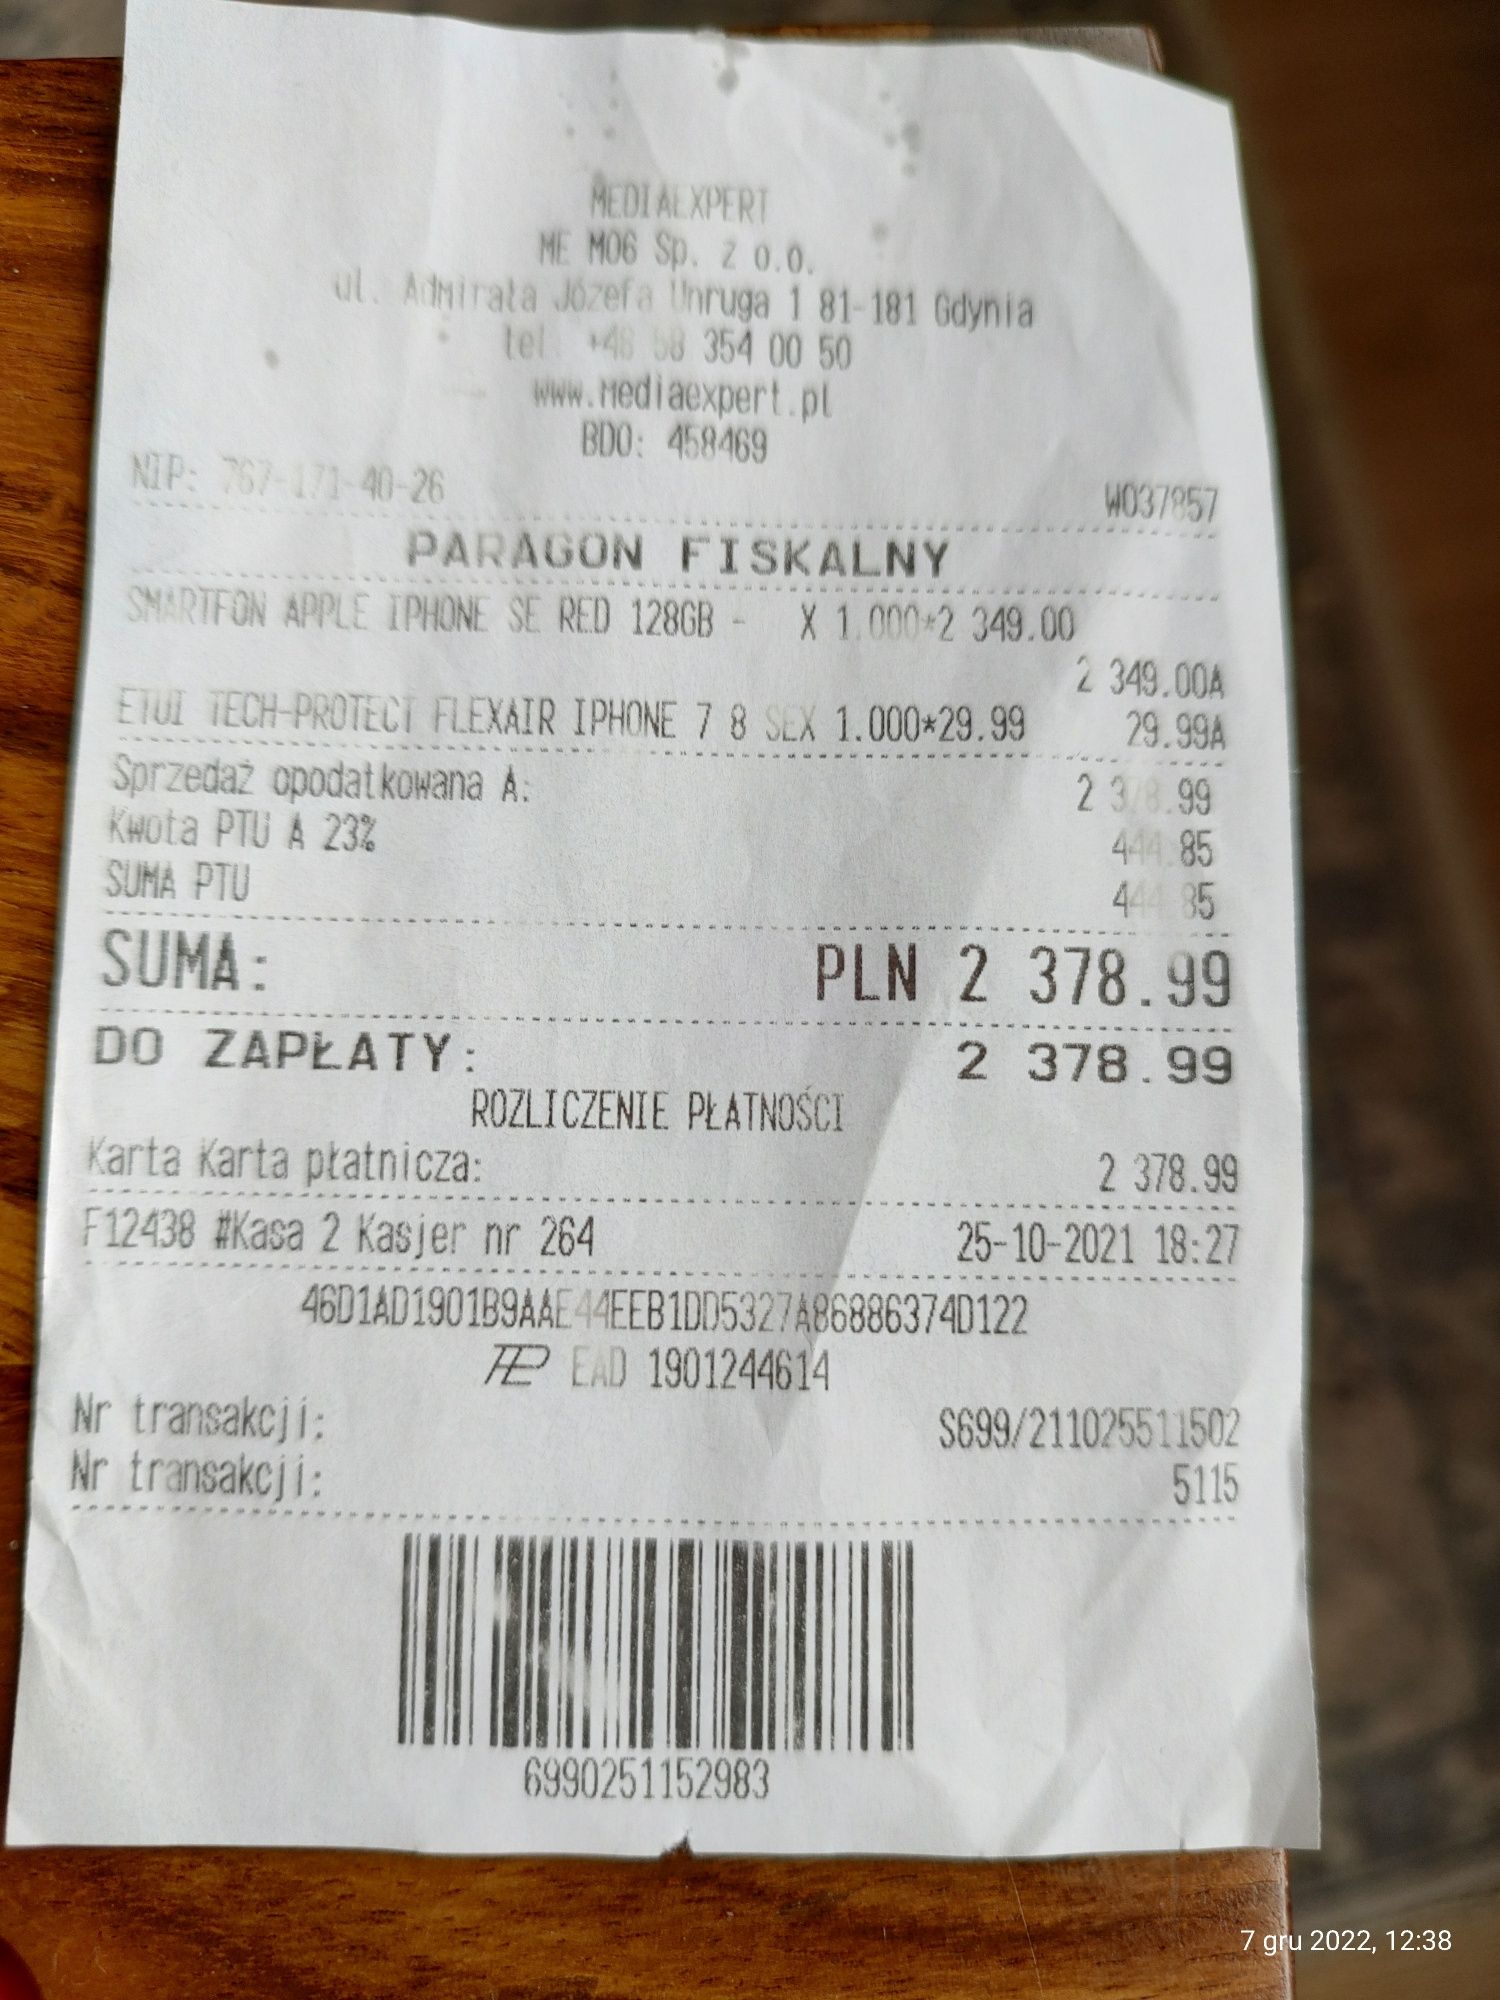 MEDIAEXPERT
ME M06 Sp. z o.o.
ul. Admirała Józefa Unruga 1 81-181 Gdynia
tel. +48 58 354 00 50
www.mediaexpert.pl
BDO: 458469
NIP: 767-171-40-26 W037857
PARAGON FISKALNY
SMARTFON APPLE IPHONE SE RED 128GB - X 1.000*2 349.00
2 349.00A
ETUI TECH-PROTECT FLEXAIR IPHONE 7 8 SEX 1.000*29.99 29.99A
Sprzedaż opodatkowana A: 2 378.99
Kwota PTU A 23% 444.85
SUMA PTU 444.85
SUMA: PLN 2 378.99
DO ZAPŁATY: 2 378.99
ROZLICZENIE PŁATNOŚCI
Karta Karta płatnicza: 2 378.99
F12438 #Kasa 2 Kasjer nr 264 25-10-2021 18:27
46D1AD1901B9AAE44EEB1DD5327A86886374D122
EAD 1901244614
Nr transakcji: S699/211025511502
Nr transakcji: 5115
6990251152983
7 gru 2022, 12:38